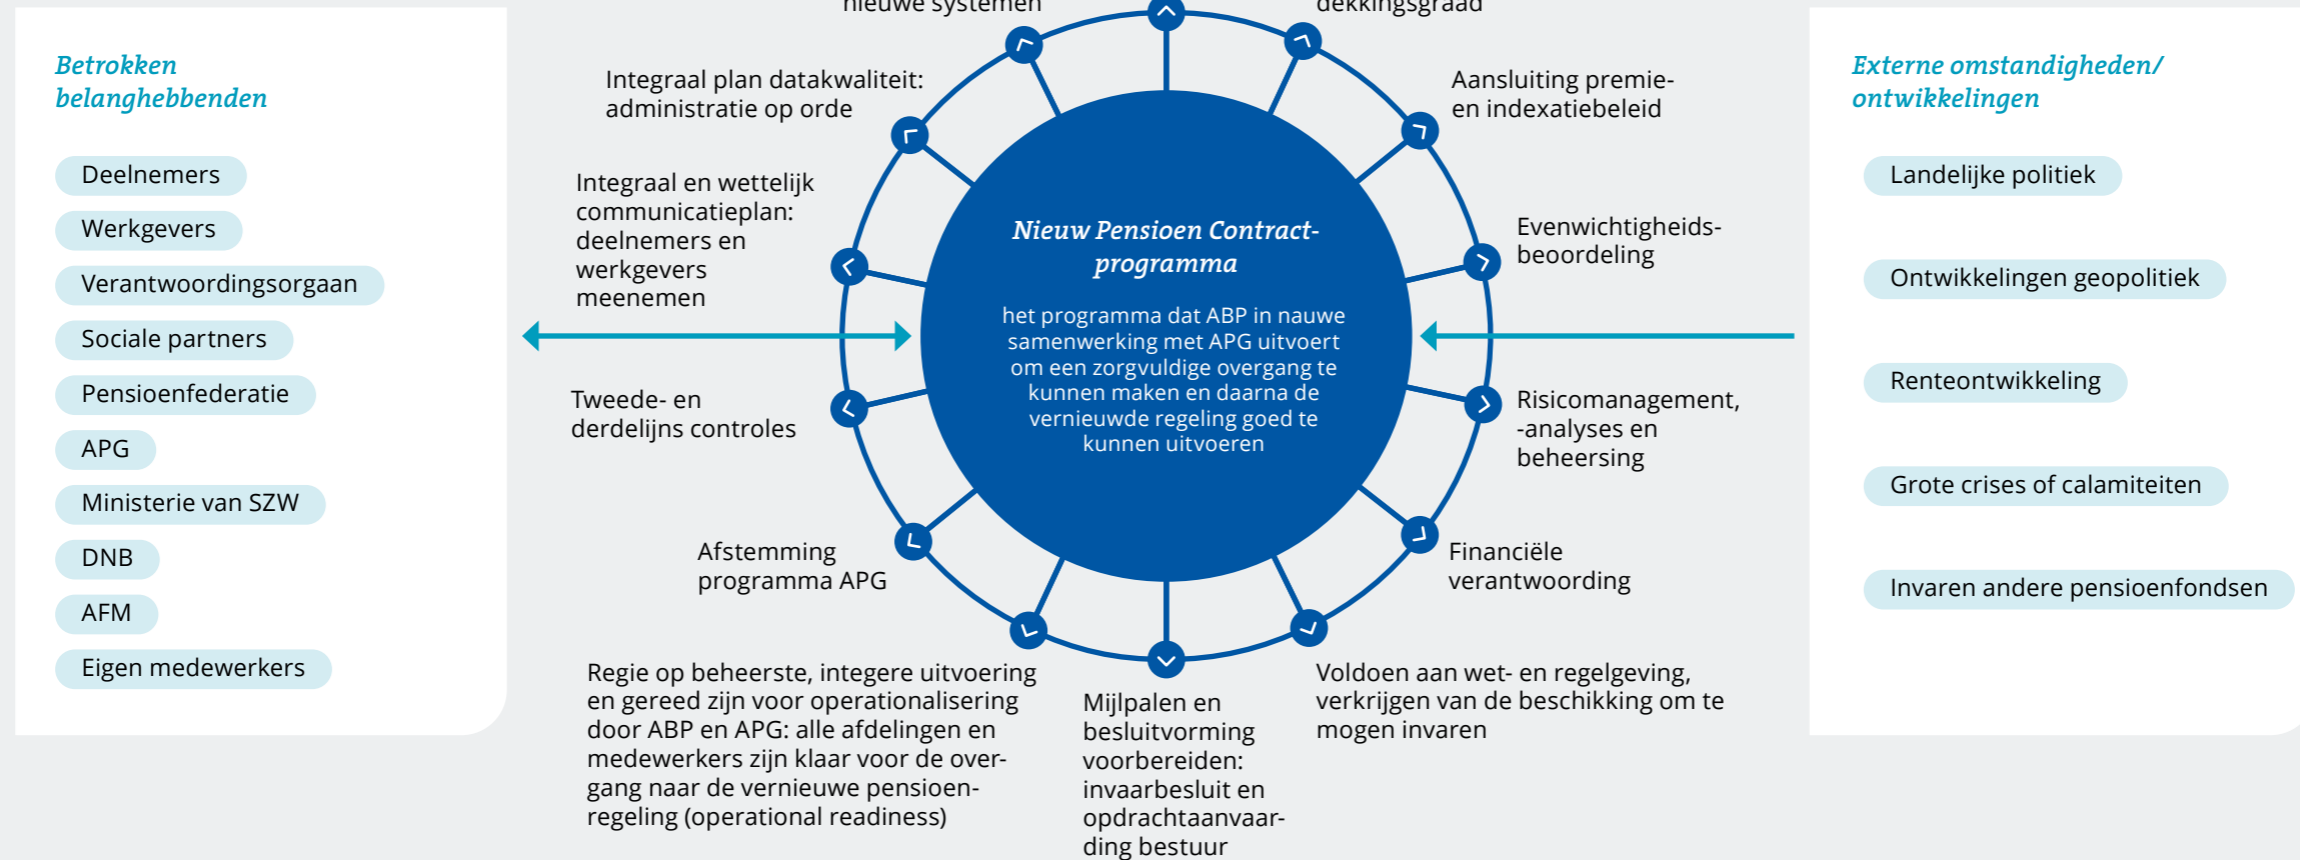 Betrokken
belanghebbenden
Deelnemers
Werkgevers
Verantwoordingsorgaan
Sociale partners
Pensioenfederatie
APG
Ministerie van SZW
DNB
AFM
Eigen medewerkers
nieuwe systemen
Integraal plan datakwaliteit:
administratie op orde
Integraal en wettelijk
communicatieplan:
deelnemers en
werkgevers
meenemen
Tweede- en
derdelijns controles
Afstemming
programma APG
Regie op beheerste, integere uitvoering
en gereed zijn voor operationalisering
door ABP en APG: alle afdelingen en
medewerkers zijn klaar voor de over-
gang naar de vernieuwe pensioen-
regeling (operational readiness)
Nieuw Pensioen Contract-
programma
het programma dat ABP in nauwe
samenwerking met APG uitvoert
om een zorgvuldige overgang te
kunnen maken en daarna de
vernieuwde regeling goed te
kunnen uitvoeren
Mijlpalen en
besluitvorming
voorbereiden:
invaarbesluit en
opdrachtaanvaar-
ding bestuur
dekkingsgraad
Aansluiting premie-
en indexatiebeleid
Evenwichtigheids-
beoordeling
Risicomanagement,
-analyses en
beheersing
Financiële
verantwoording
Voldoen aan wet- en regelgeving,
verkrijgen van de beschikking om te
mogen invaren
Externe omstandigheden/
ontwikkelingen
Landelijke politiek
Ontwikkelingen geopolitiek
Renteontwikkeling
Grote crises of calamiteiten
Invaren andere pensioenfondsen